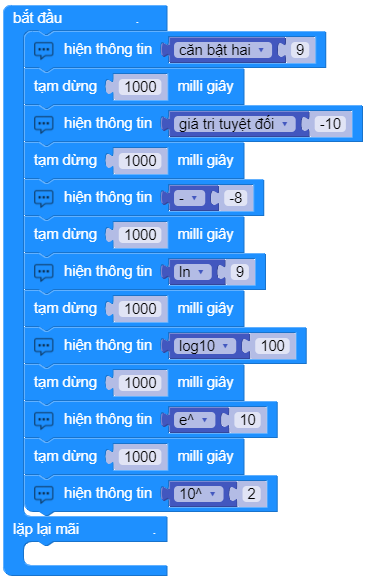 bắt đầu .
hiện thông tin căn bật hai 9
tạm dừng 1000 milli giây
hiện thông tin giá trị tuyệt đối -10
tạm dừng 1000 milli giây
hiện thông tin - -8
tạm dừng 1000 milli giây
hiện thông tin ln 9
tạm dừng 1000 milli giây
hiện thông tin log10 100
tạm dừng 1000 milli giây
hiện thông tin e^ 10
tạm dừng 1000 milli giây
hiện thông tin 10^ 2
lặp lại mãi .